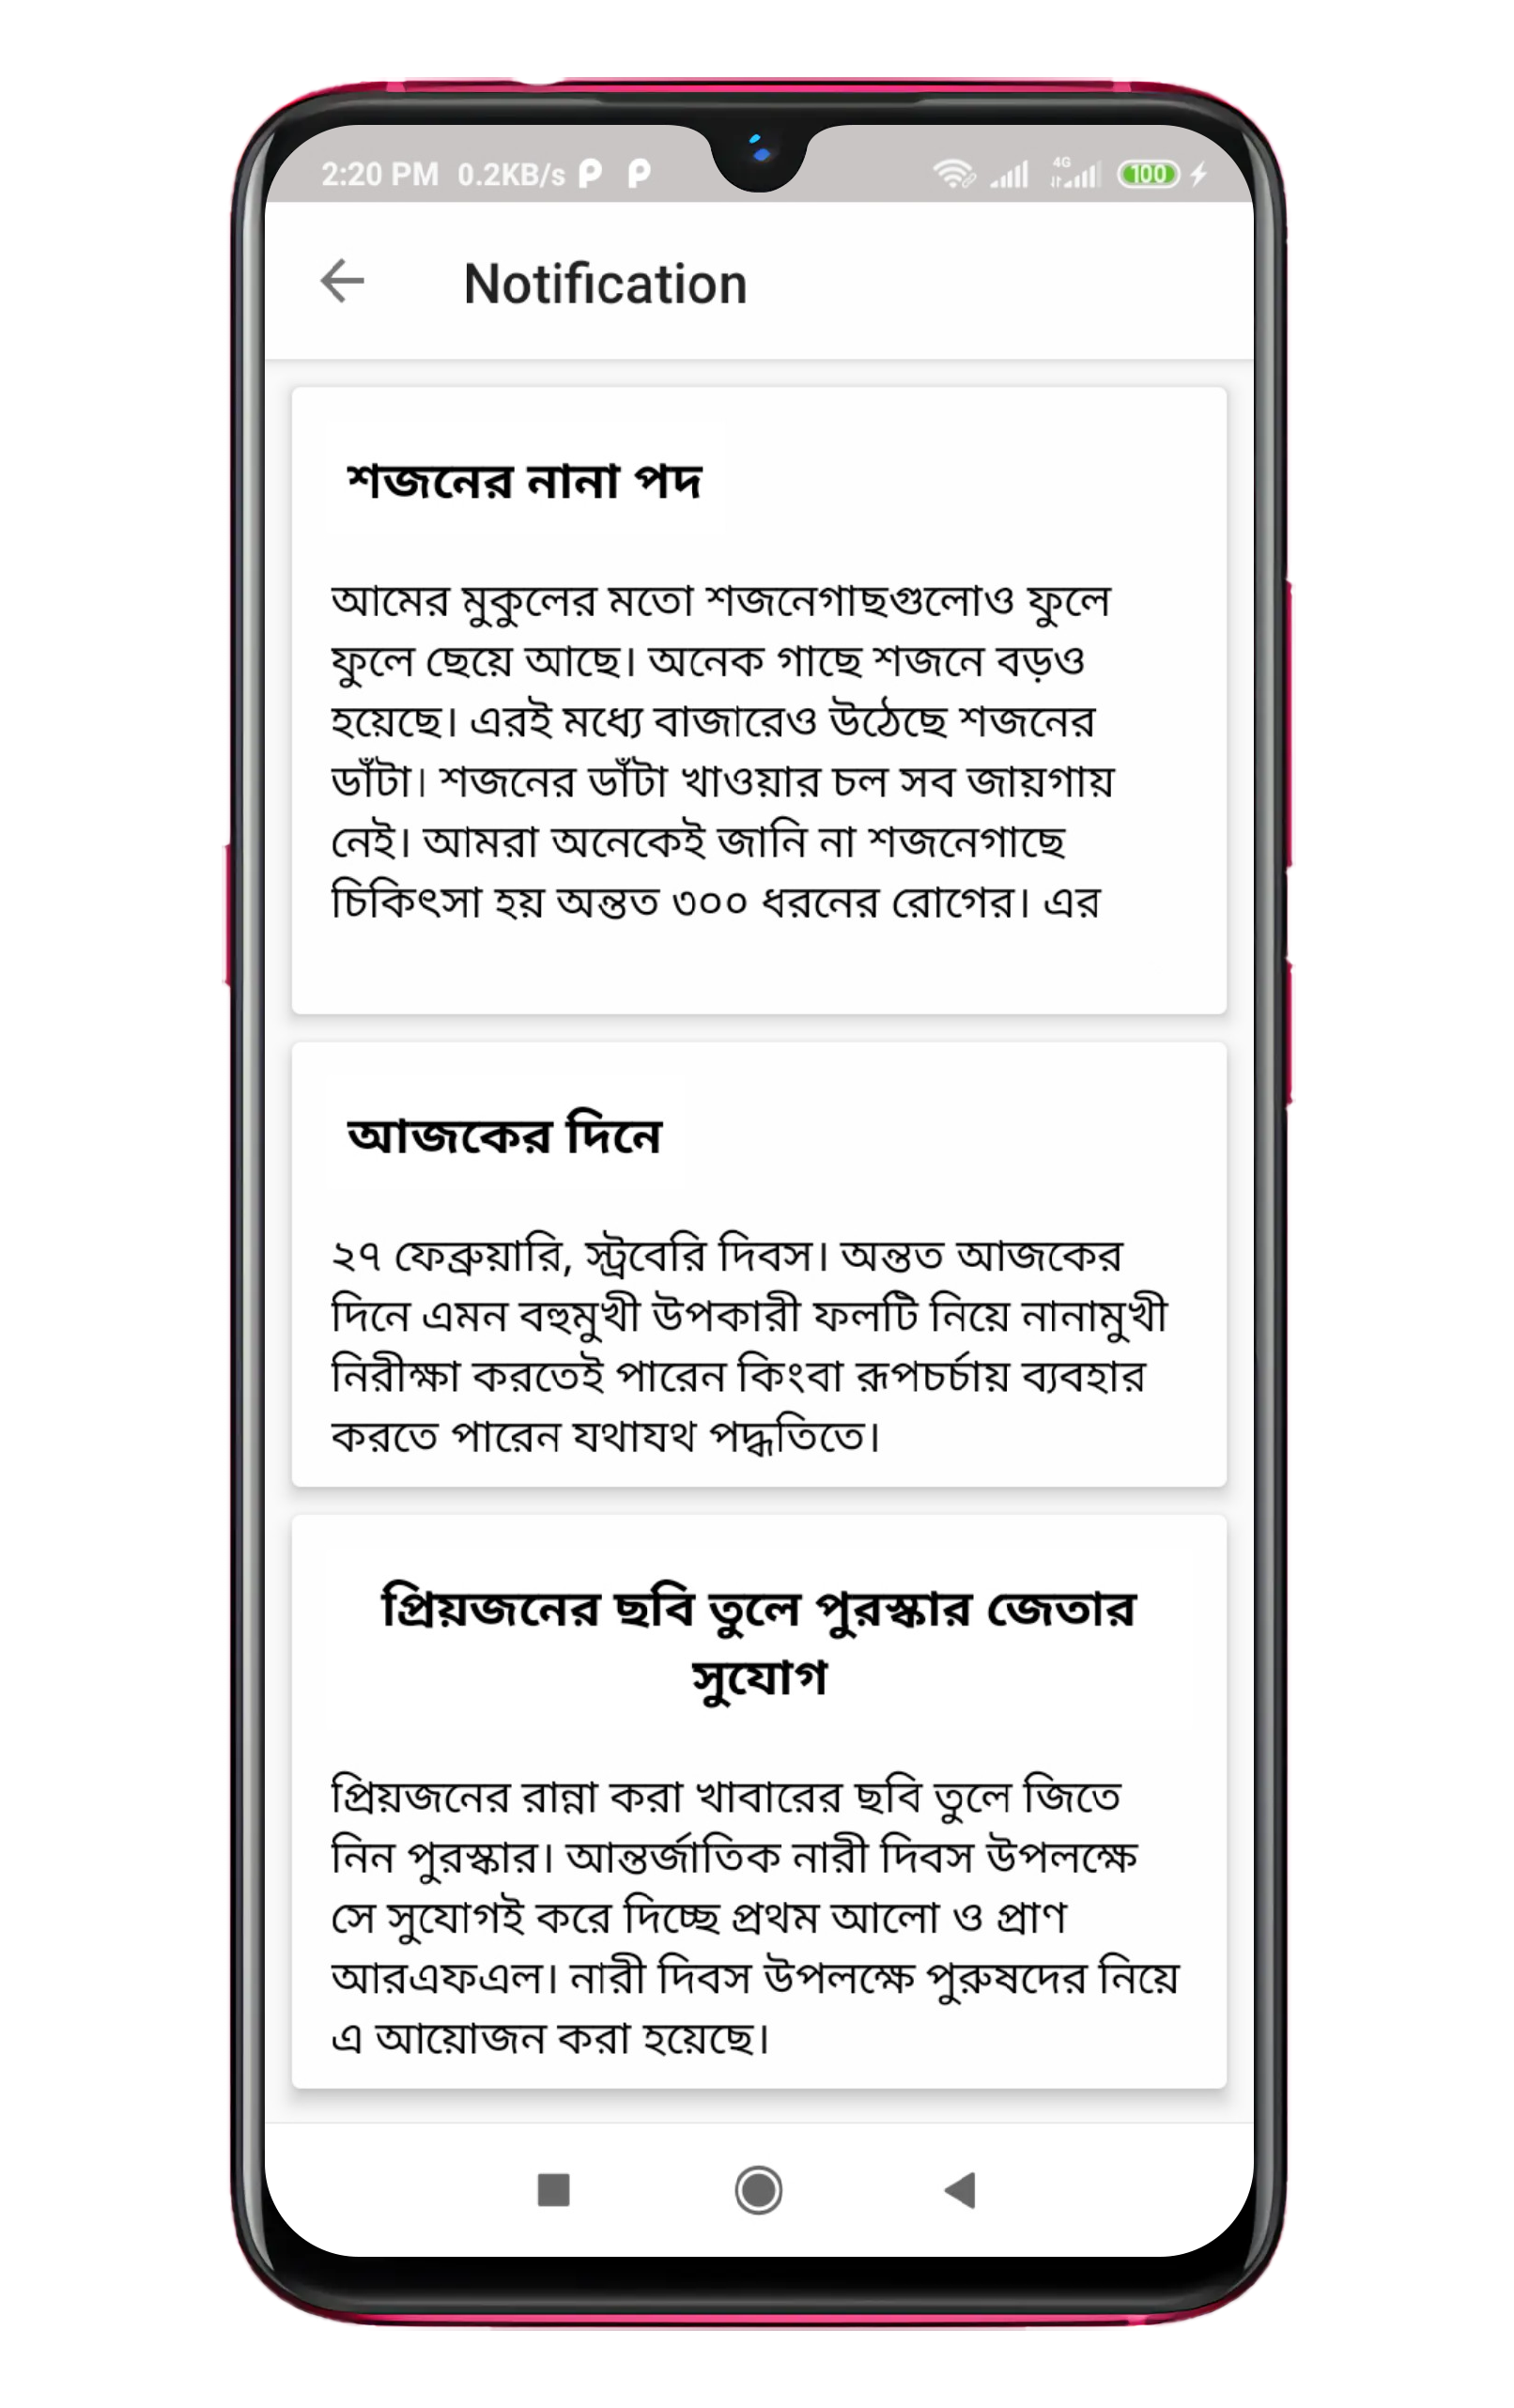 2:20 PM 0.2KB/s
4G 100
Notification
শজনের নানা পদ
আমের মুকুলের মতো শজনেগাছগুলোও ফুলে
ফুলে ছেয়ে আছে। অনেক গাছে শজনে বড়ও
হয়েছে। এরই মধ্যে বাজারেও উঠেছে শজনের
ডাঁটা। শজনের ডাঁটা খাওয়ার চল সব জায়গায়
নেই। আমরা অনেকেই জানি না শজনেগাছে
চিকিৎসা হয় অন্তত ৩০০ ধরনের রোগের। এর
আজকের দিনে
২৭ ফেব্রুয়ারি, স্ট্রবেরি দিবস। অন্তত আজকের
দিনে এমন বহুমুখী উপকারী ফলটি নিয়ে নানামুখী
নিরীক্ষা করতেই পারেন কিংবা রূপচর্চায় ব্যবহার
করতে পারেন যথাযথ পদ্ধতিতে।
প্রিয়জনের ছবি তুলে পুরস্কার জেতার
সুযোগ
প্রিয়জনের রান্না করা খাবারের ছবি তুলে জিতে
নিন পুরস্কার। আন্তর্জাতিক নারী দিবস উপলক্ষে
সে সুযোগই করে দিচ্ছে প্রথম আলো ও প্রাণ
আরএফএল। নারী দিবস উপলক্ষে পুরুষদের নিয়ে
এ আয়োজন করা হয়েছে।